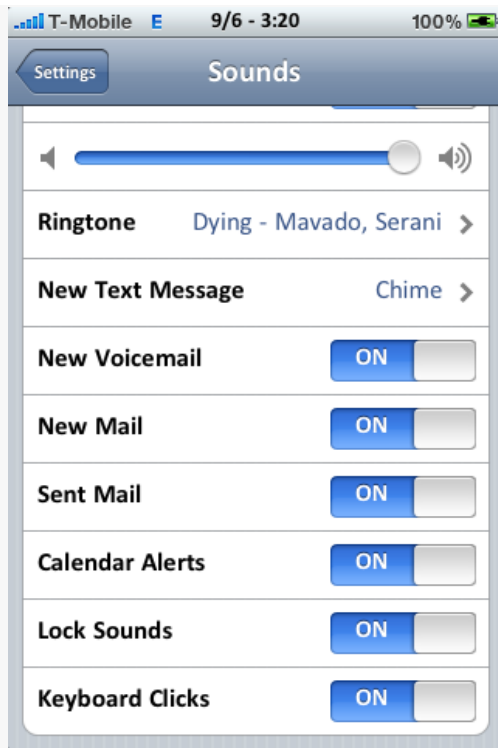 T-Mobile E 9/6 - 3:20 100%
Settings Sounds
Ringtone Dying - Mavado, Serani
New Text Message Chime
New Voicemail ON
New Mail ON
Sent Mail ON
Calendar Alerts ON
Lock Sounds ON
Keyboard Clicks ON